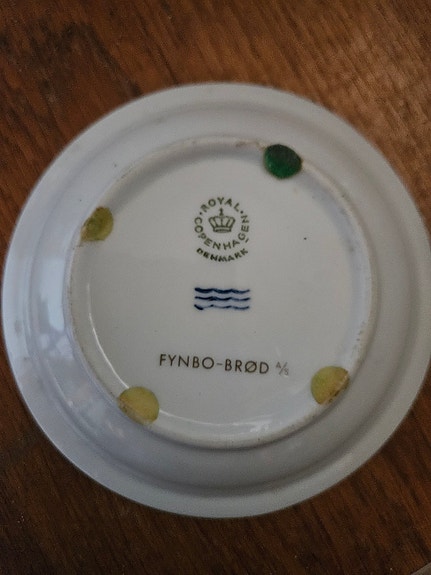 ROYAL
COPENHAGEN
DENMARK
FYNBO-BRØD A/S